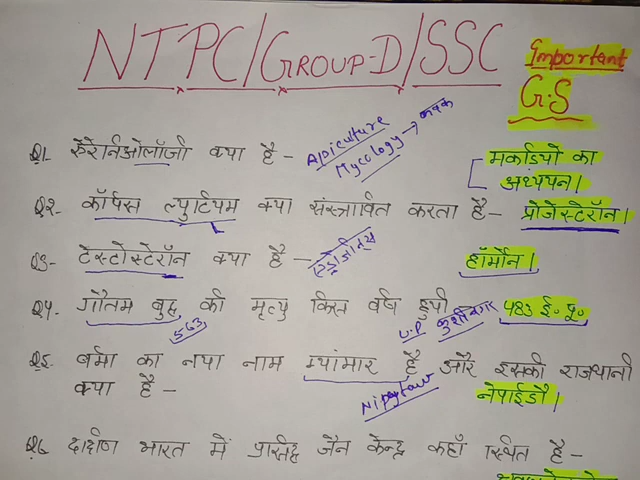 NTPC/GROUP-D/SSC
Important
G.S
Q1- ऐरेनिओलॉजी क्या है - Apiculture
Mycology → कवक
मकड़ियों का
अध्ययन।
Q2- कॉर्पस ल्युटियम क्या संस्त्रावित करता है - प्रोजेस्टेरॉन।
Q3- टेस्टोस्टेरॉन क्या है - हॉर्मोन।
Q4- गौतम बुद्ध की मृत्यु किस वर्ष हुयी 483 ई. पू.
563 U.P कुशीनगर
Q5- बर्मा का नया नाम म्यांमार है और इसकी राजधानी
क्या है - Nipytaw नेपाईडौ।
Q6 दक्षिण भारत में प्रसिद्ध जैन केन्द्र कहाँ स्थित है -